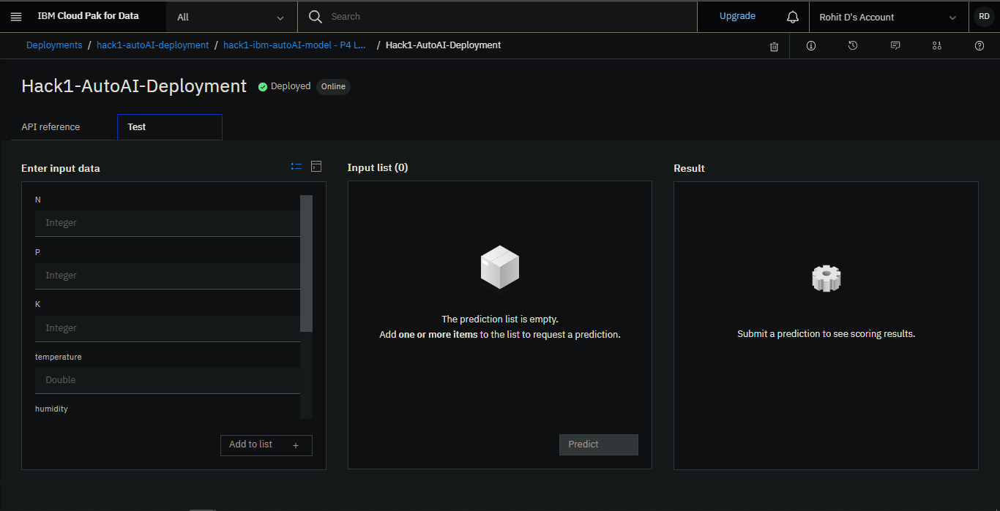 IBM Cloud Pak for Data
All
Search
Upgrade
Rohit D's Account
RD
Deployments / hack1-autoAI-deployment / hack1-ibm-autoAI-model - P4 L... / Hack1-AutoAI-Deployment
Hack1-AutoAI-Deployment
Deployed
Online
API reference
Test
Enter input data
N
Integer
P
Integer
K
Integer
temperature
Double
humidity
Add to list +
Input list (0)
The prediction list is empty.
Add one or more items to the list to request a prediction.
Predict
Result
Submit a prediction to see scoring results.